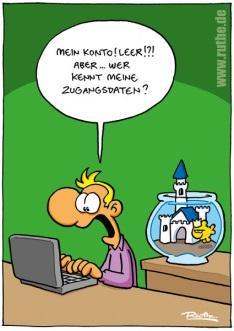 MEIN KONTO! LEER!?!
ABER... WER
KENNT MEINE
ZUGANGSDATEN?
www.ruthe.de
Ruthe